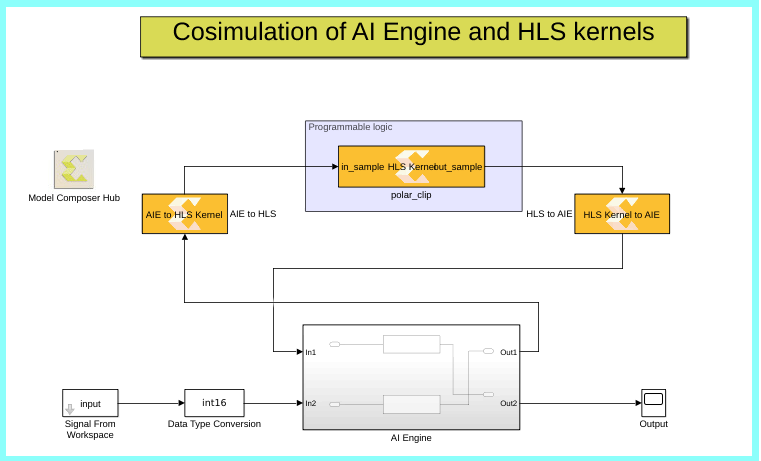 Cosimulation of AI Engine and HLS kernels
Programmable logic
in_sample HLS Kernel out_sample
polar_clip
Model Composer Hub
AIE to HLS Kernel
AIE to HLS
HLS to AIE
HLS Kernel to AIE
In1
Out1
input
int16
In2
Out2
Signal From
Workspace
Data Type Conversion
AI Engine
Output